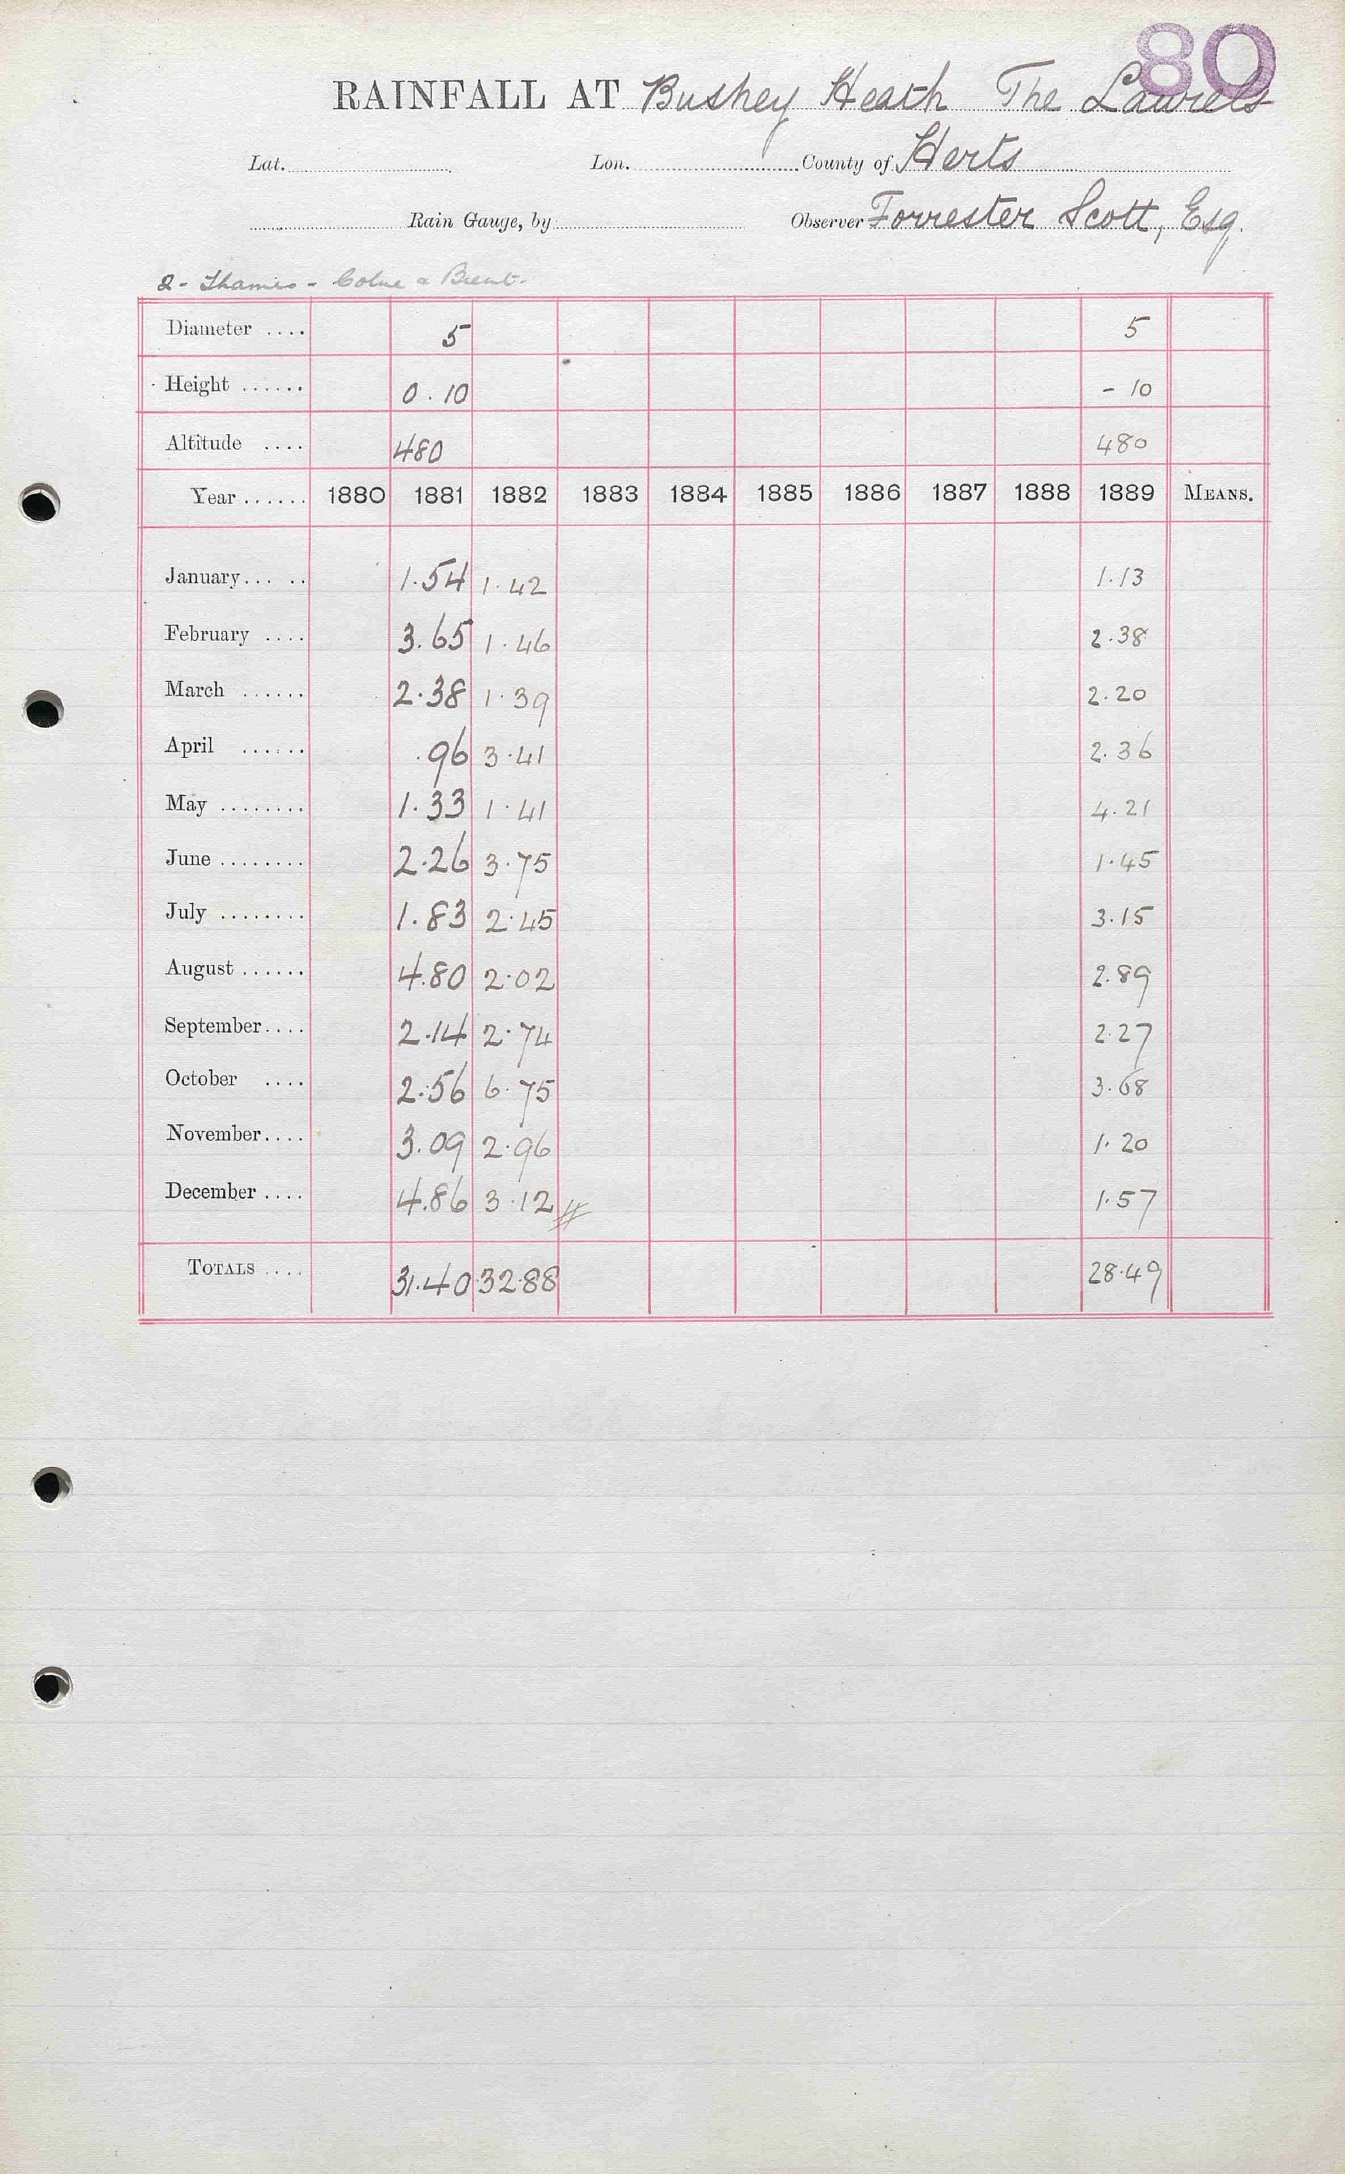 80
RAINFALL AT Bushey Heath The Laurels
Lat. Lon. County of Herts
Rain Gauge, by Observer Forrester Scott, Esq.
2 - Thames - Colne & Brent.
Diameter .... 5 5
Height ...... 0.10 - 10
Altitude .... 480 480
Year ...... 1880 1881 1882 1883 1884 1885 1886 1887 1888 1889 MEANS.
January... .. 1.54 1.42 1.13
February .... 3.65 1.46 2.38
March ...... 2.38 1.39 2.20
April ...... .96 3.41 2.36
May ........ 1.33 1.41 4.21
June ........ 2.26 3.75 1.45
July ........ 1.83 2.45 3.15
August ...... 4.80 2.02 2.89
September.... 2.14 2.74 2.27
October .... 2.56 6.75 3.68
November.... 3.09 2.96 1.20
December .... 4.86 3.12 1.57
TOTALS .... 31.40 32.88 28.49